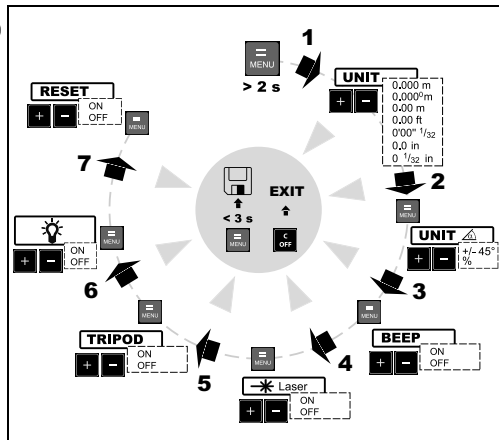 1
=
MENU
> 2 s
UNIT
+ -
0.000 m
0.000⁰m
0.00 m
0.00 ft
0'00" 1/32
0.0 in
0 1/32 in
2
=
MENU
UNIT
+ -
+/- 45°
%
3
=
MENU
BEEP
+ -
ON
OFF
4
=
MENU
Laser
+ -
ON
OFF
5
=
MENU
TRIPOD
+ -
ON
OFF
6
=
MENU
+ -
ON
OFF
7
=
MENU
RESET
+ -
ON
OFF
< 3 s
=
MENU
EXIT
C
OFF